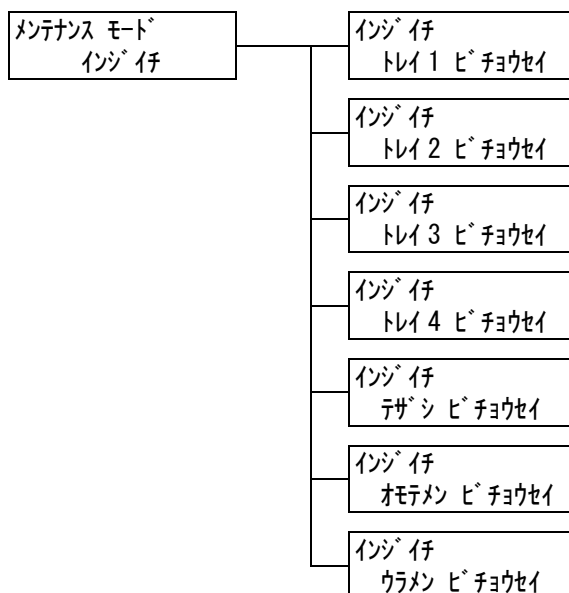 ﾒﾝﾃﾅﾝｽ ﾓｰﾄﾞ
ｲﾝｼﾞｲﾁ
ｲﾝｼﾞｲﾁ
ﾄﾚｲ1 ﾋﾞﾁｮｳｾｲ
ｲﾝｼﾞｲﾁ
ﾄﾚｲ2 ﾋﾞﾁｮｳｾｲ
ｲﾝｼﾞｲﾁ
ﾄﾚｲ3 ﾋﾞﾁｮｳｾｲ
ｲﾝｼﾞｲﾁ
ﾄﾚｲ4 ﾋﾞﾁｮｳｾｲ
ｲﾝｼﾞｲﾁ
ﾃｻﾞｼ ﾋﾞﾁｮｳｾｲ
ｲﾝｼﾞｲﾁ
ｵﾓﾃﾒﾝ ﾋﾞﾁｮｳｾｲ
ｲﾝｼﾞｲﾁ
ｳﾗﾒﾝ ﾋﾞﾁｮｳｾｲ